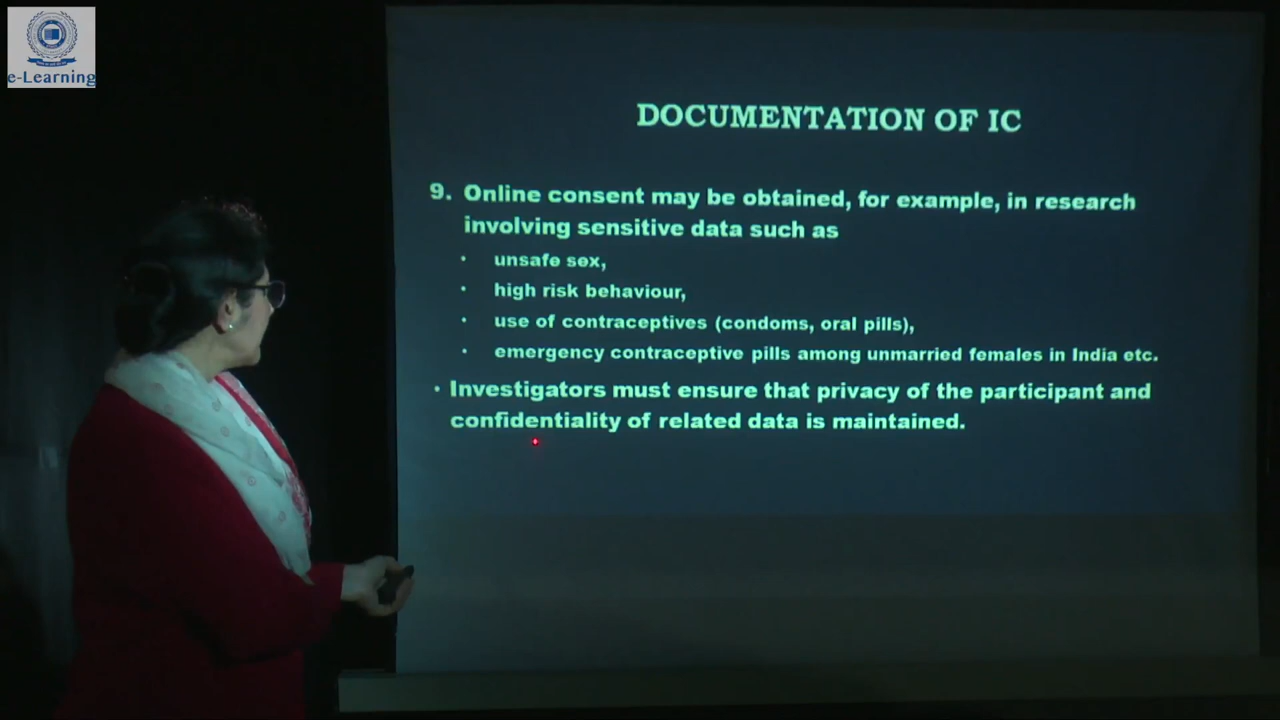 e-Learning
DOCUMENTATION OF IC
9. Online consent may be obtained, for example, in research
involving sensitive data such as
• unsafe sex,
• high risk behaviour,
• use of contraceptives (condoms, oral pills),
• emergency contraceptive pills among unmarried females in India etc.
• Investigators must ensure that privacy of the participant and
confidentiality of related data is maintained.